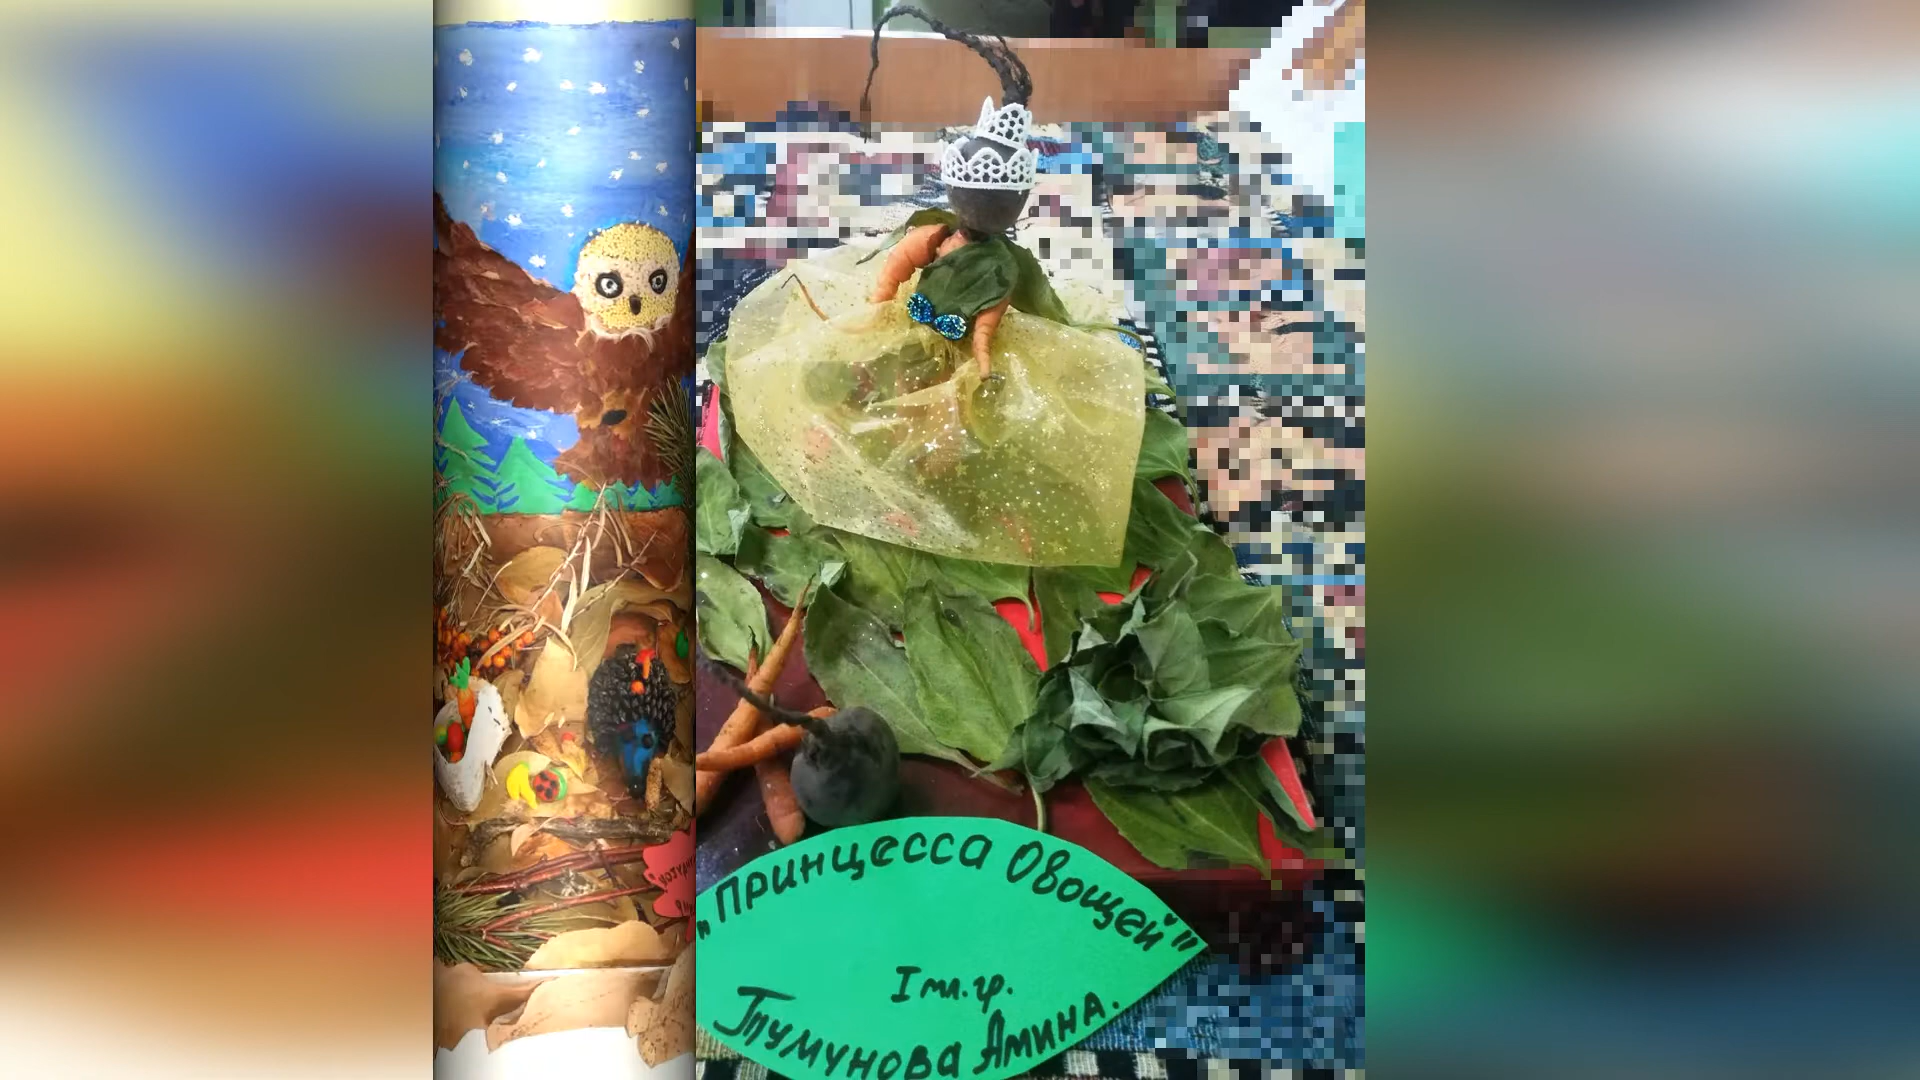 „Принцесса Овощей"
I мл. гр.
Тумунова Амина.